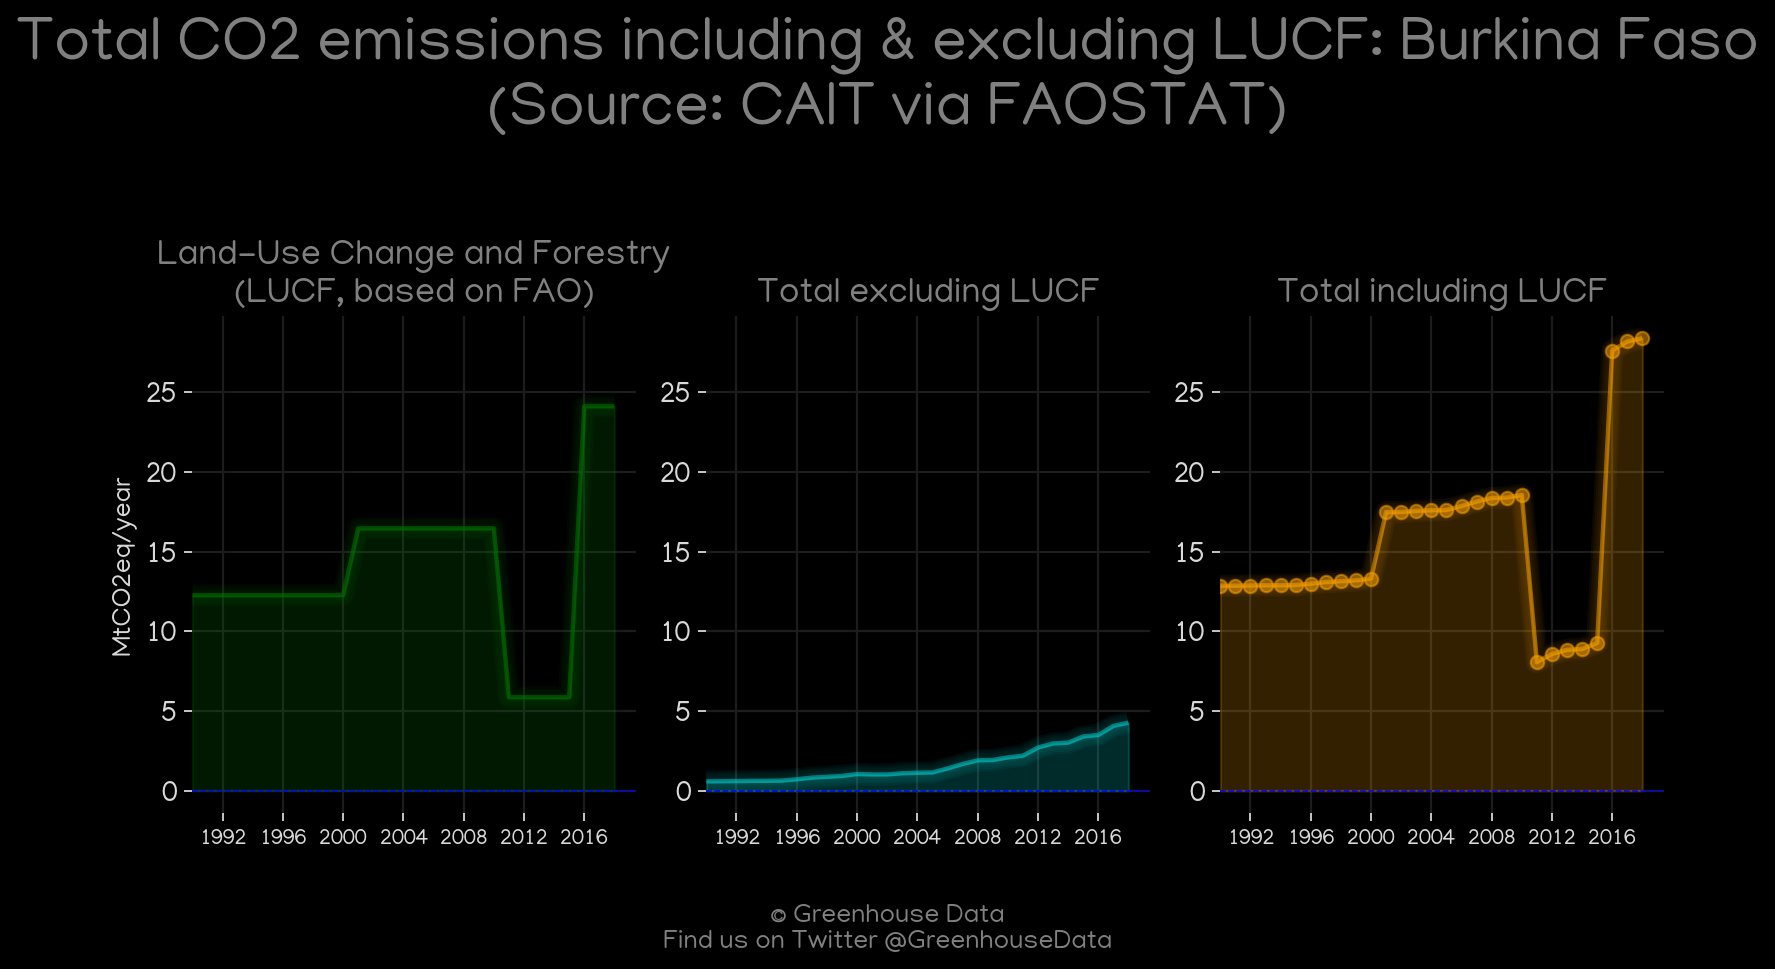 Total CO2 emissions including & excluding LUCF: Burkina Faso
(Source: CAIT via FAOSTAT)
Land-Use Change and Forestry
(LUCF, based on FAO)
Total excluding LUCF
Total including LUCF
MtCO2eq/year
25
20
15
10
5
0
1992 1996 2000 2004 2008 2012 2016
25
20
15
10
5
0
1992 1996 2000 2004 2008 2012 2016
25
20
15
10
5
0
1992 1996 2000 2004 2008 2012 2016
© Greenhouse Data
Find us on Twitter @GreenhouseData